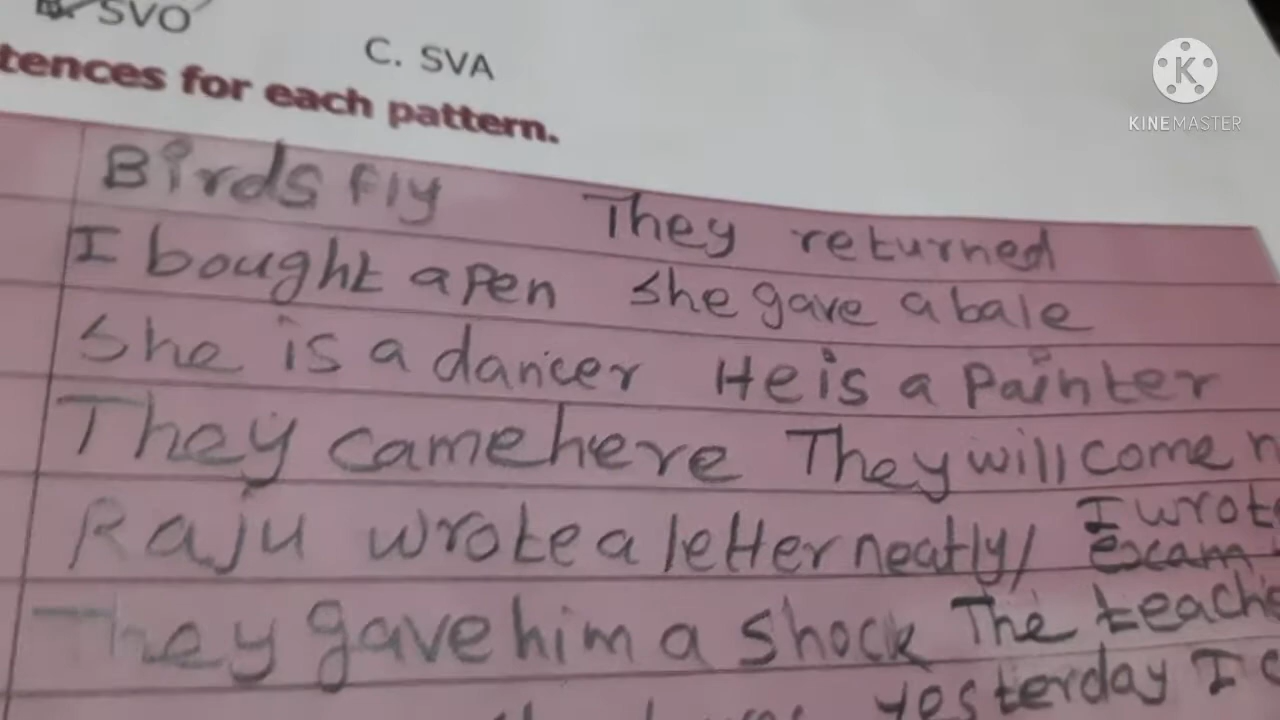 B. SVO
C. SVA
tences for each pattern.
KINEMASTER
Birds fly They returned
I bought a pen She gave a bale
She is a dancer He is a painter
They came here They will come n
Raju wrote a letter neatly / I wrote
exam
They gave him a shock The teache
yesterday I